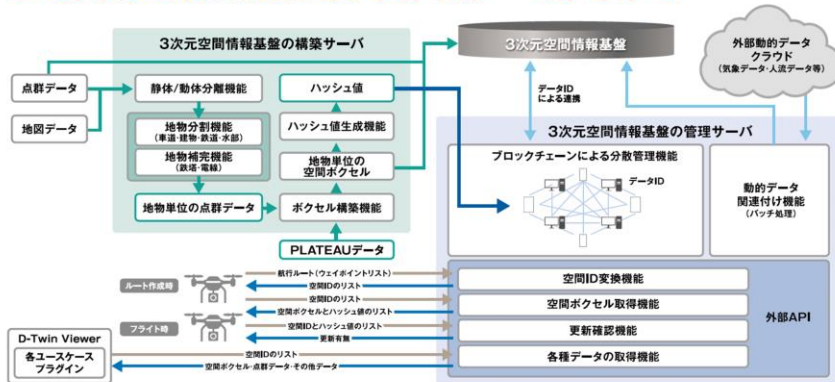 3次元空間情報基盤の構築サーバ
点群データ
地図データ
静体/動体分離機能
地物分割機能
(車道・建物・鉄道・水部)
地物補完機能
(鉄塔・電線)
地物単位の点群データ
ハッシュ値
ハッシュ値生成機能
地物単位の
空間ボクセル
ボクセル構築機能
PLATEAUデータ
3次元空間情報基盤
データID
による連携
外部動的データ
クラウド
(気象データ・人流データ等)
3次元空間情報基盤の管理サーバ
ブロックチェーンによる分散管理機能
データID
動的データ
関連付け機能
(バッチ処理)
ルート作成時
航行ルート(ウェイポイントリスト)
空間IDのリスト
空間IDのリスト
空間ボクセルとハッシュ値のリスト
フライト時
空間IDとハッシュ値のリスト
更新有無
D-Twin Viewer
各ユースケース
プラグイン
空間IDのリスト
空間ボクセル・点群データ・その他データ
空間ID変換機能
空間ボクセル取得機能
更新確認機能
各種データの取得機能
外部API